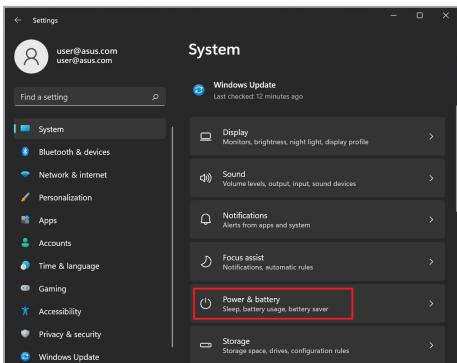 Settings
user@asus.com
user@asus.com
Find a setting
System
Bluetooth & devices
Network & internet
Personalization
Apps
Accounts
Time & language
Gaming
Accessibility
Privacy & security
Windows Update
System
Windows Update
Last checked: 12 minutes ago
Display
Monitors, brightness, night light, display profile
Sound
Volume levels, output, input, sound devices
Notifications
Alerts from apps and system
Focus assist
Notifications, automatic rules
Power & battery
Sleep, battery usage, battery saver
Storage
Storage space, drives, configuration rules